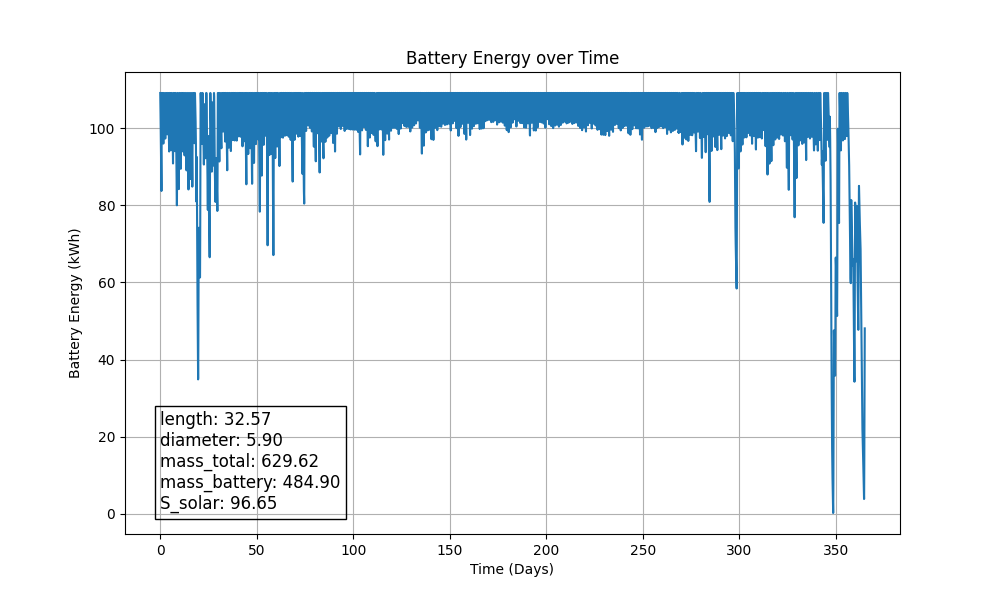 Battery Energy over Time
Battery Energy (kWh)
100
80
60
40
20
0
length: 32.57
diameter: 5.90
mass_total: 629.62
mass_battery: 484.90
S_solar: 96.65
0 50 100 150 200 250 300 350
Time (Days)